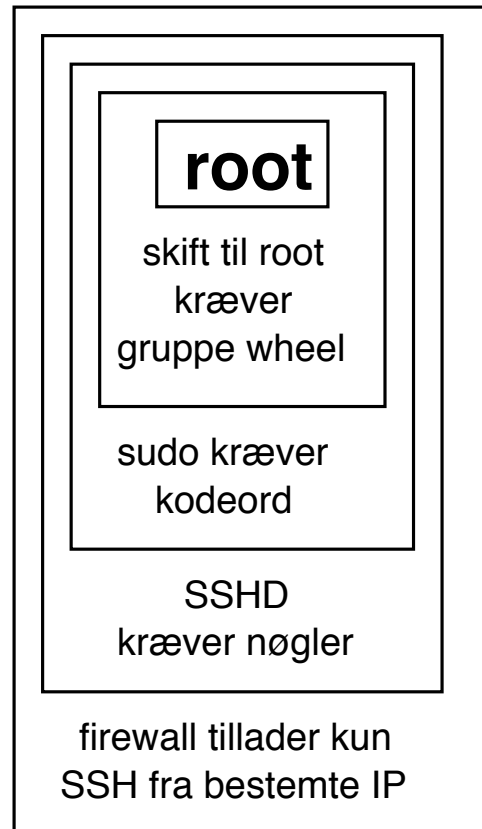 root
skift til root
kræver
gruppe wheel
sudo kræver
kodeord
SSHD
kræver nøgler
firewall tillader kun
SSH fra bestemte IP